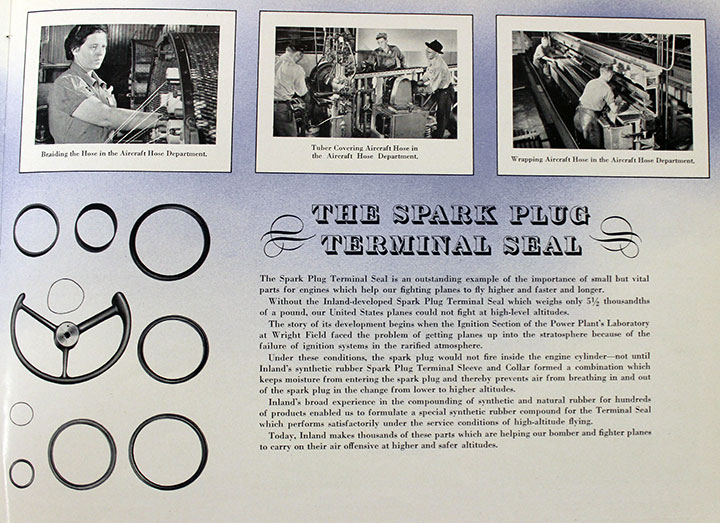 Braiding the Hose in the Aircraft Hose Department.
Tuber Covering Aircraft Hose in
the Aircraft Hose Department.
Wrapping Aircraft Hose in the Aircraft Hose Department.
THE SPARK PLUG
TERMINAL SEAL
The Spark Plug Terminal Seal is an outstanding example of the importance of small but vital
parts for engines which help our fighting planes to fly higher and faster and longer.
Without the Inland-developed Spark Plug Terminal Seal which weighs only 5½ thousandths
of a pound, our United States planes could not fight at high-level altitudes.
The story of its development begins when the Ignition Section of the Power Plant's Laboratory
at Wright Field faced the problem of getting planes up into the stratosphere because of the
failure of ignition systems in the rarified atmosphere.
Under these conditions, the spark plug would not fire inside the engine cylinder—not until
Inland's synthetic rubber Spark Plug Terminal Sleeve and Collar formed a combination which
keeps moisture from entering the spark plug and thereby prevents air from breathing in and out
of the spark plug in the change from lower to higher altitudes.
Inland's broad experience in the compounding of synthetic and natural rubber for hundreds
of products enabled us to formulate a special synthetic rubber compound for the Terminal Seal
which performs satisfactorily under the service conditions of high-altitude flying.
Today, Inland makes thousands of these parts which are helping our bomber and fighter planes
to carry on their air offensive at higher and safer altitudes.